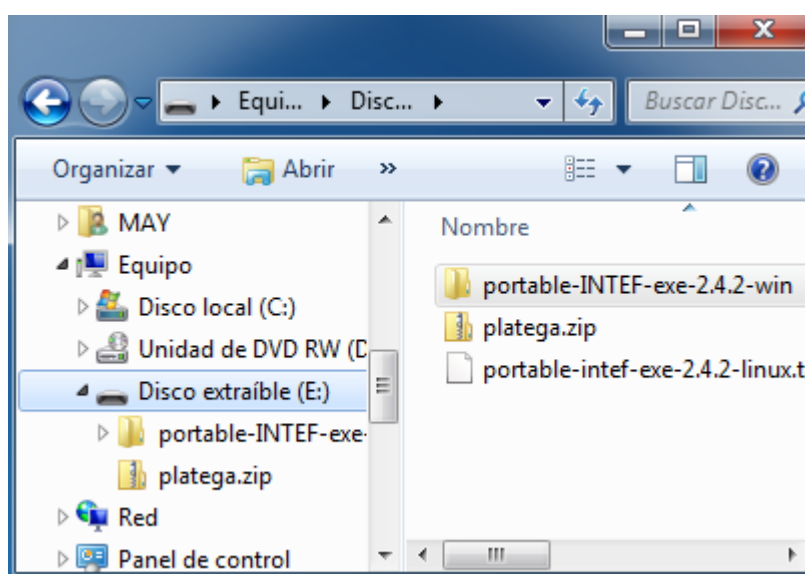 Equi... Disc... Buscar Disc...
Organizar Abrir »
MAY
Equipo
Disco local (C:)
Unidad de DVD RW (D
Disco extraíble (E:)
portable-INTEF-exe-
platega.zip
Red
Panel de control
Nombre
portable-INTEF-exe-2.4.2-win
platega.zip
portable-intef-exe-2.4.2-linux.t